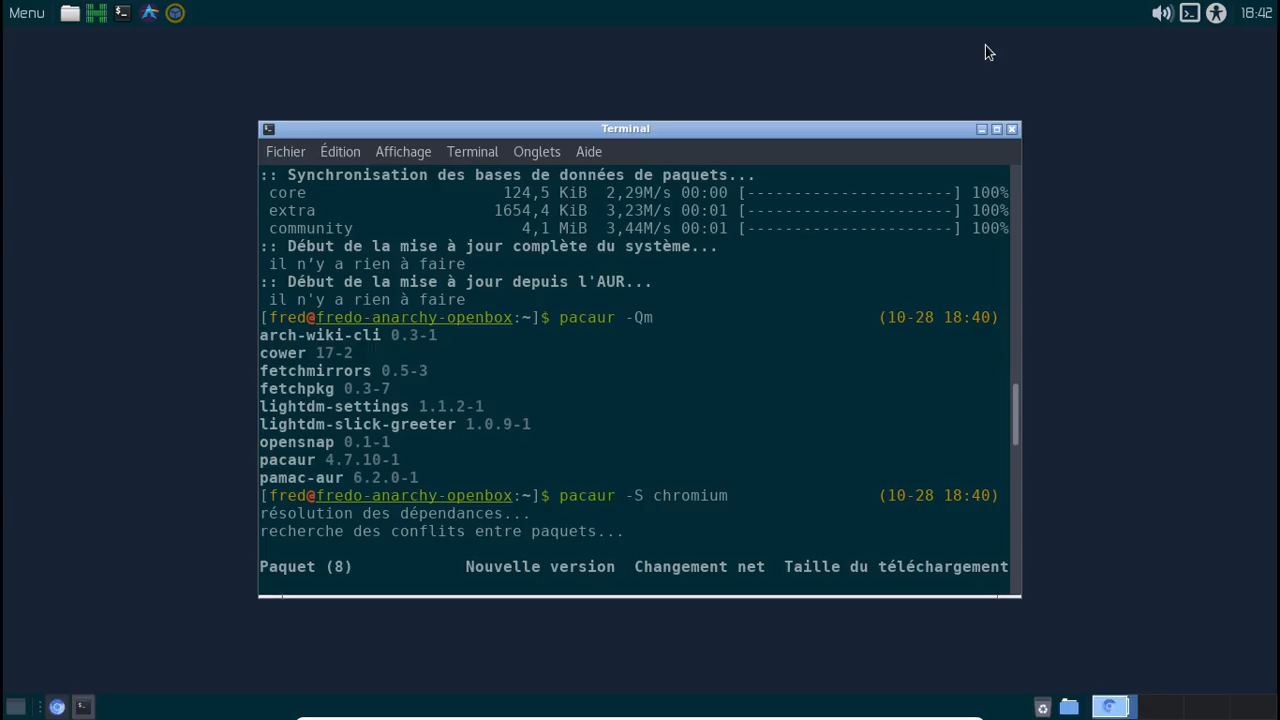 Menu
18:42
Terminal
Fichier Édition Affichage Terminal Onglets Aide
:: Synchronisation des bases de données de paquets...
core 124,5 KiB 2,29M/s 00:00 [----------------------] 100%
extra 1654,4 KiB 3,23M/s 00:01 [----------------------] 100%
community 4,1 MiB 3,44M/s 00:01 [----------------------] 100%
:: Début de la mise à jour complète du système...
il n’y a rien à faire
:: Début de la mise à jour depuis l'AUR...
il n'y a rien à faire
[fred@fredo-anarchy-openbox:~]$ pacaur -Qm (10-28 18:40)
arch-wiki-cli 0.3-1
cower 17-2
fetchmirrors 0.5-3
fetchpkg 0.3-7
lightdm-settings 1.1.2-1
lightdm-slick-greeter 1.0.9-1
opensnap 0.1-1
pacaur 4.7.10-1
pamac-aur 6.2.0-1
[fred@fredo-anarchy-openbox:~]$ pacaur -S chromium (10-28 18:40)
résolution des dépendances...
recherche des conflits entre paquets...
Paquet (8) Nouvelle version Changement net Taille du téléchargement